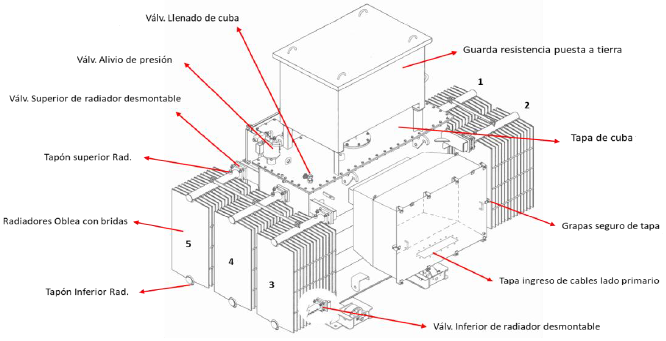 Válv. Llenado de cuba
Válv. Alivio de presión
Guarda resistencia puesta a tierra
1
2
Válv. Superior de radiador desmontable
Tapa de cuba
Tapón superior Rad.
Radiadores Oblea con bridas
Grapas seguro de tapa
5
4
3
Tapa ingreso de cables lado primario
Tapón Inferior Rad.
Válv. Inferior de radiador desmontable